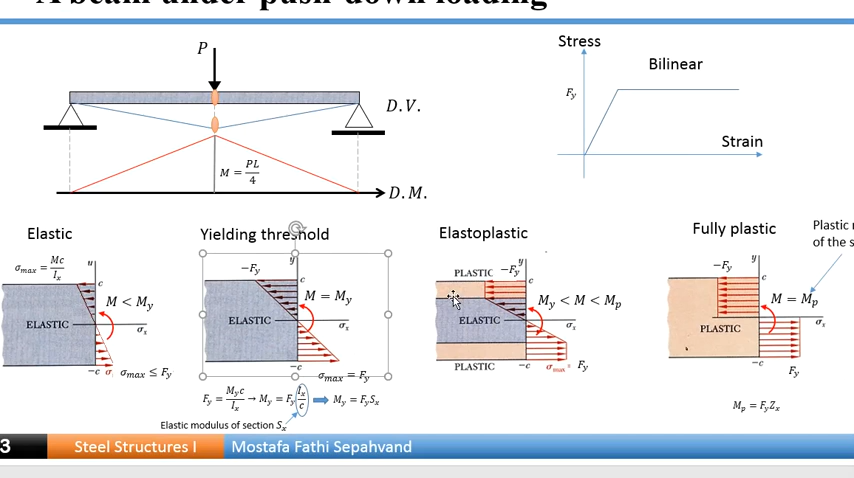 A beam under push-down loading
P
D.V.
M = PL/4
D.M.
Stress
Bilinear
F_y
Strain
Elastic
σ_max = Mc/I_x
y
c
M < M_y
ELASTIC
σ_x
−c
σ_max ≤ F_y
Yielding threshold
−F_y
y
c
M = M_y
ELASTIC
σ_x
−c
σ_max = F_y
F_y = M_y c/I_x → M_y = F_y I_x/c ⇒ M_y = F_y S_x
Elastic modulus of section S_x
Elastoplastic
PLASTIC
−F_y
y
c
M_y < M < M_p
ELASTIC
σ_x
PLASTIC
−c
σ_max = F_y
Fully plastic
Plastic
of the s
−F_y
y
c
M = M_p
PLASTIC
σ_x
−c
F_y
M_p = F_y Z_x
3
Steel Structures I
Mostafa Fathi Sepahvand